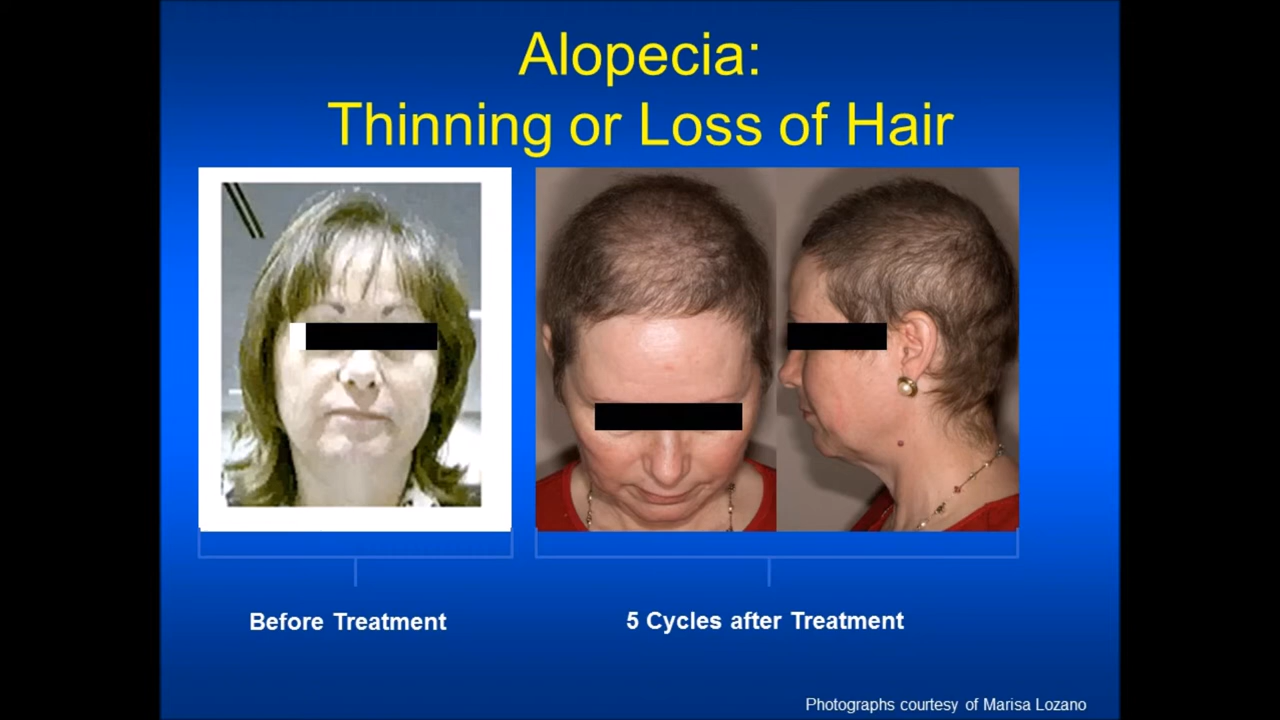 Alopecia:
Thinning or Loss of Hair
Before Treatment
5 Cycles after Treatment
Photographs courtesy of Marisa Lozano